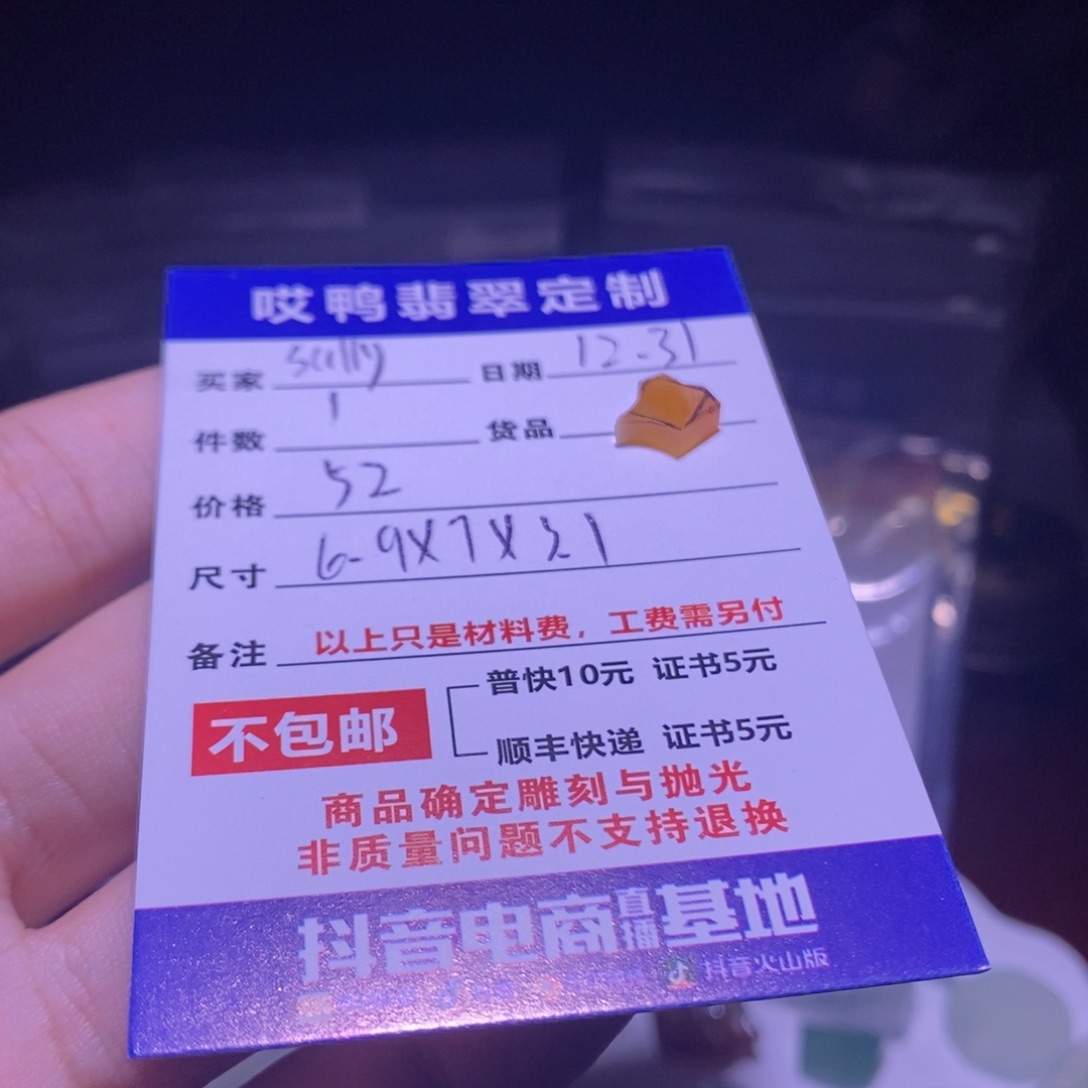 哎鸭翡翠定制
买家 sally 日期 12.31
件数 1 货品
价格 52
尺寸
备注 以上只是材料费，工费需另付
不包邮
普快10元 证书5元
顺丰快递 证书5元
商品确定雕刻与抛光
非质量问题不支持退换
抖音电商直播基地
抖音火山版